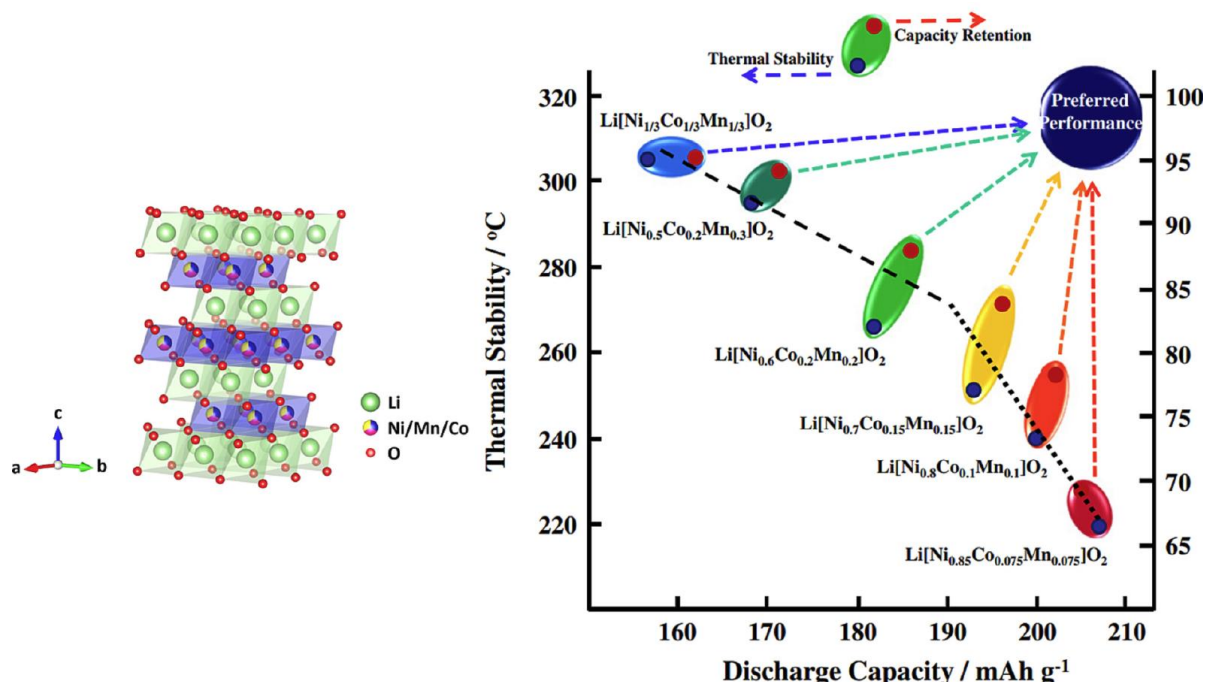 c
a
b
Li
Ni/Mn/Co
O
Capacity Retention
Thermal Stability
Preferred
Performance
Li[Ni1/3Co1/3Mn1/3]O2
Li[Ni0.5Co0.2Mn0.3]O2
Li[Ni0.6Co0.2Mn0.2]O2
Li[Ni0.7Co0.15Mn0.15]O2
Li[Ni0.8Co0.1Mn0.1]O2
Li[Ni0.85Co0.075Mn0.075]O2
Thermal Stability / oC
320
300
280
260
240
220
100
95
90
85
80
75
70
65
160
170
180
190
200
210
Discharge Capacity / mAh g-1